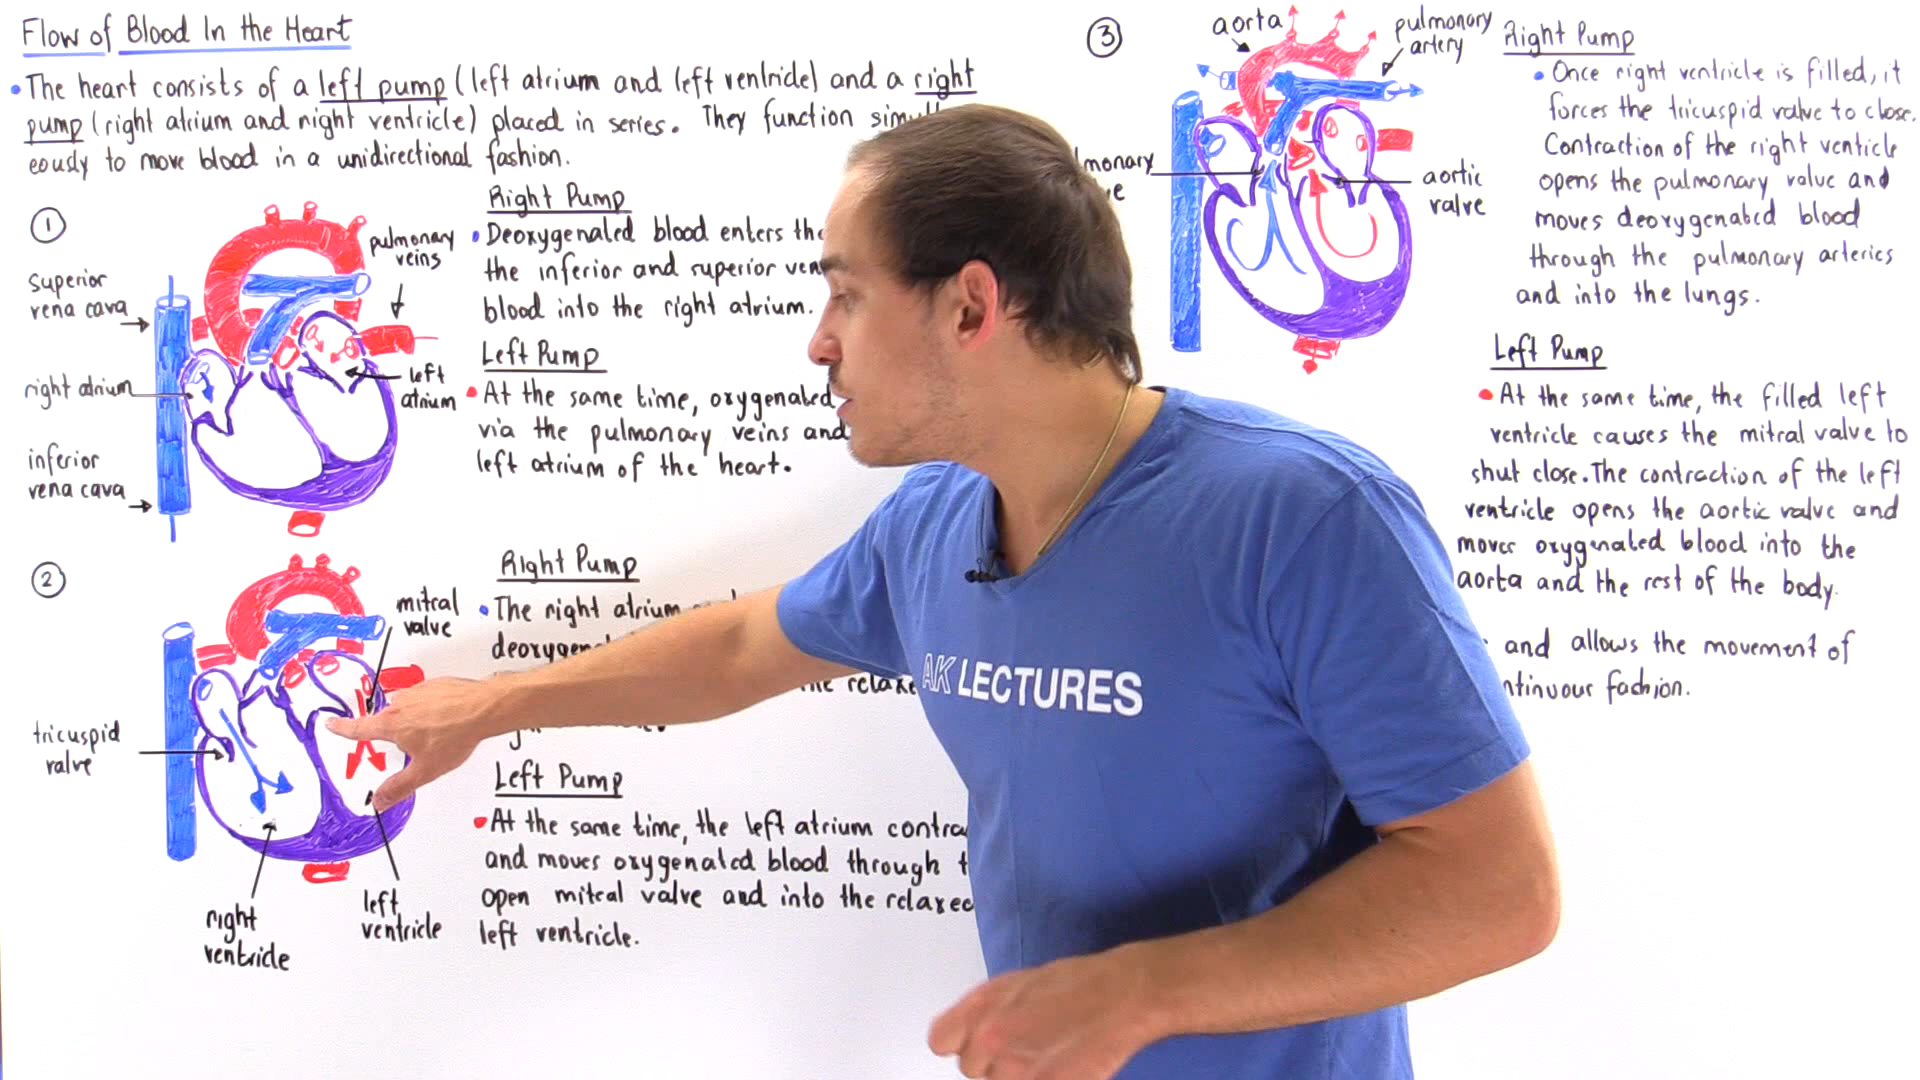 Flow of Blood In the Heart
• The heart consists of a left pump (left atrium and left ventricle) and a right
pump (right atrium and right ventricle) placed in series. They function
eously to move blood in a unidirectional fashion.
1
superior
vena cava
right atrium
inferior
vena cava
pulmonary
veins
left
atrium
Right Pump
• Deoxygenated blood enters the
the inferior and superior
blood into the right atrium.
Left Pump
• At the same time, oxygenated
via the pulmonary veins and
left atrium of the heart.
2
mitral
valve
tricuspid
valve
right
ventricle
left
ventricle
Right Pump
• The right atrium
the
Left Pump
• At the same time, the left atrium
and moves oxygenated blood through
open mitral valve and into the relaxed
left ventricle.
3
aorta
pulmonary
artery
aortic
valve
Right Pump
• Once right ventricle is filled, it
forces the tricuspid valve to close.
Contraction of the right ventricle
opens the pulmonary valve and
moves deoxygenated blood
through the pulmonary arteries
and into the lungs.
Left Pump
• At the same time, the filled left
ventricle causes the mitral valve to
shut close. The contraction of the left
ventricle opens the aortic valve and
moves oxygenated blood into the
aorta and the rest of the body.
and allows the movement of
fashion.
AK LECTURES